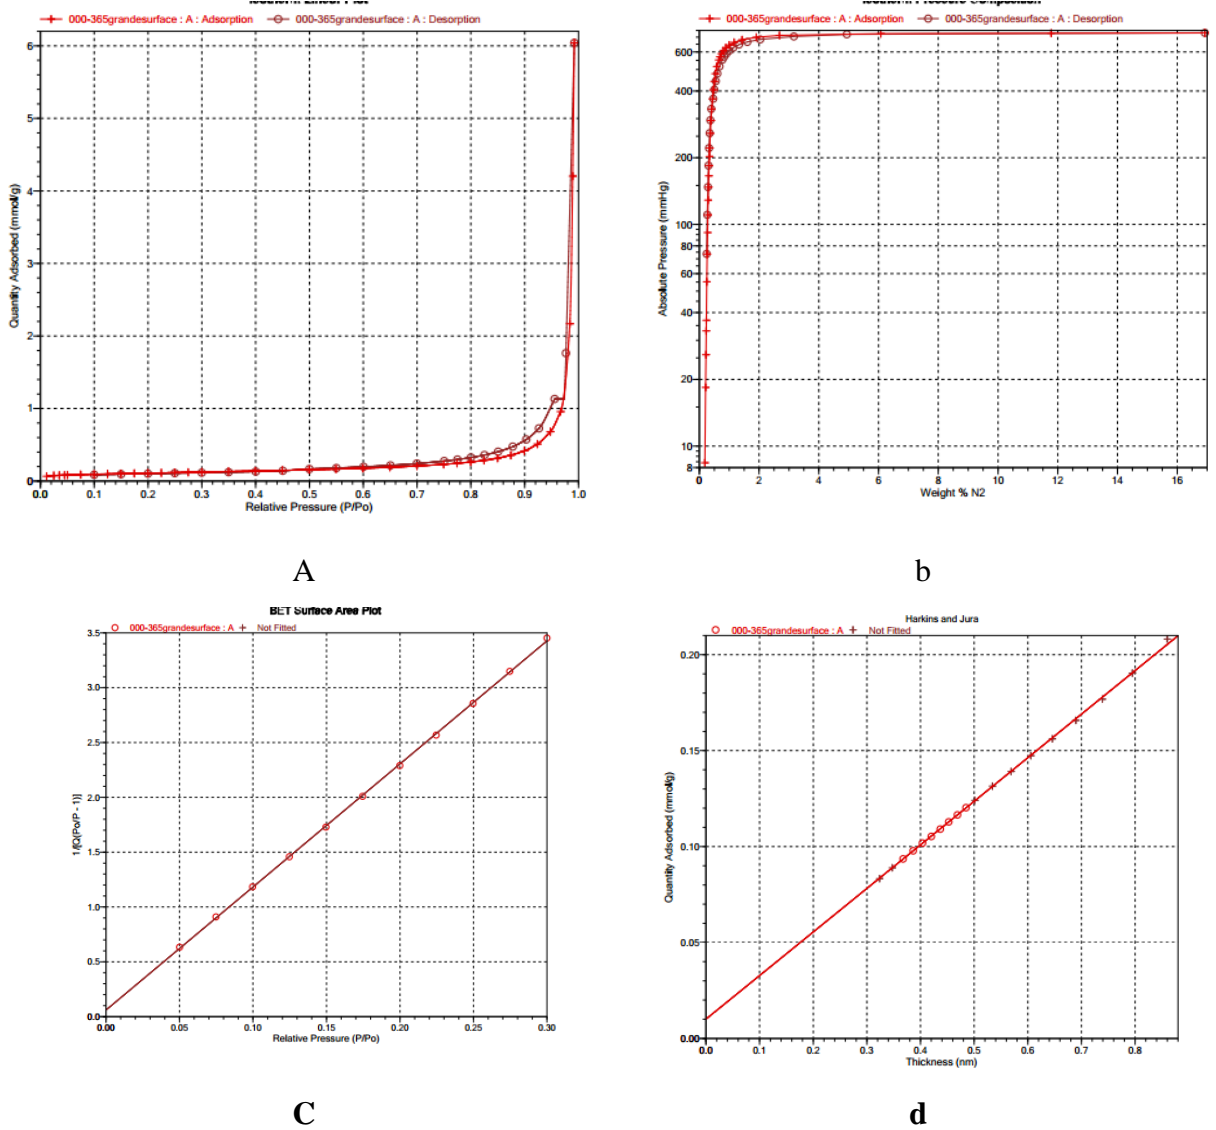 Isotherm Linear Plot
000-365grandesurface : A : Adsorption
000-365grandesurface : A : Desorption
6
5
4
3
2
1
0
Quantity Adsorbed (mmol/g)
0.0 0.1 0.2 0.3 0.4 0.5 0.6 0.7 0.8 0.9 1.0
Relative Pressure (P/Po)
A
Isotherm Pressure Composition
000-365grandesurface : A : Adsorption
000-365grandesurface : A : Desorption
600
400
200
100
80
60
40
20
10
8
Absolute Pressure (mmHg)
0 2 4 6 8 10 12 14 16
Weight % N2
b
BET Surface Area Plot
000-365grandesurface : A
Not Fitted
3.5
3.0
2.5
2.0
1.5
1.0
0.5
0.0
1/[Q(Po/P - 1)]
0.00 0.05 0.10 0.15 0.20 0.25 0.30
Relative Pressure (P/Po)
C
Harkins and Jura
000-365grandesurface : A
Not Fitted
0.20
0.15
0.10
0.05
0.00
Quantity Adsorbed (mmol/g)
0.0 0.1 0.2 0.3 0.4 0.5 0.6 0.7 0.8
Thickness (nm)
d